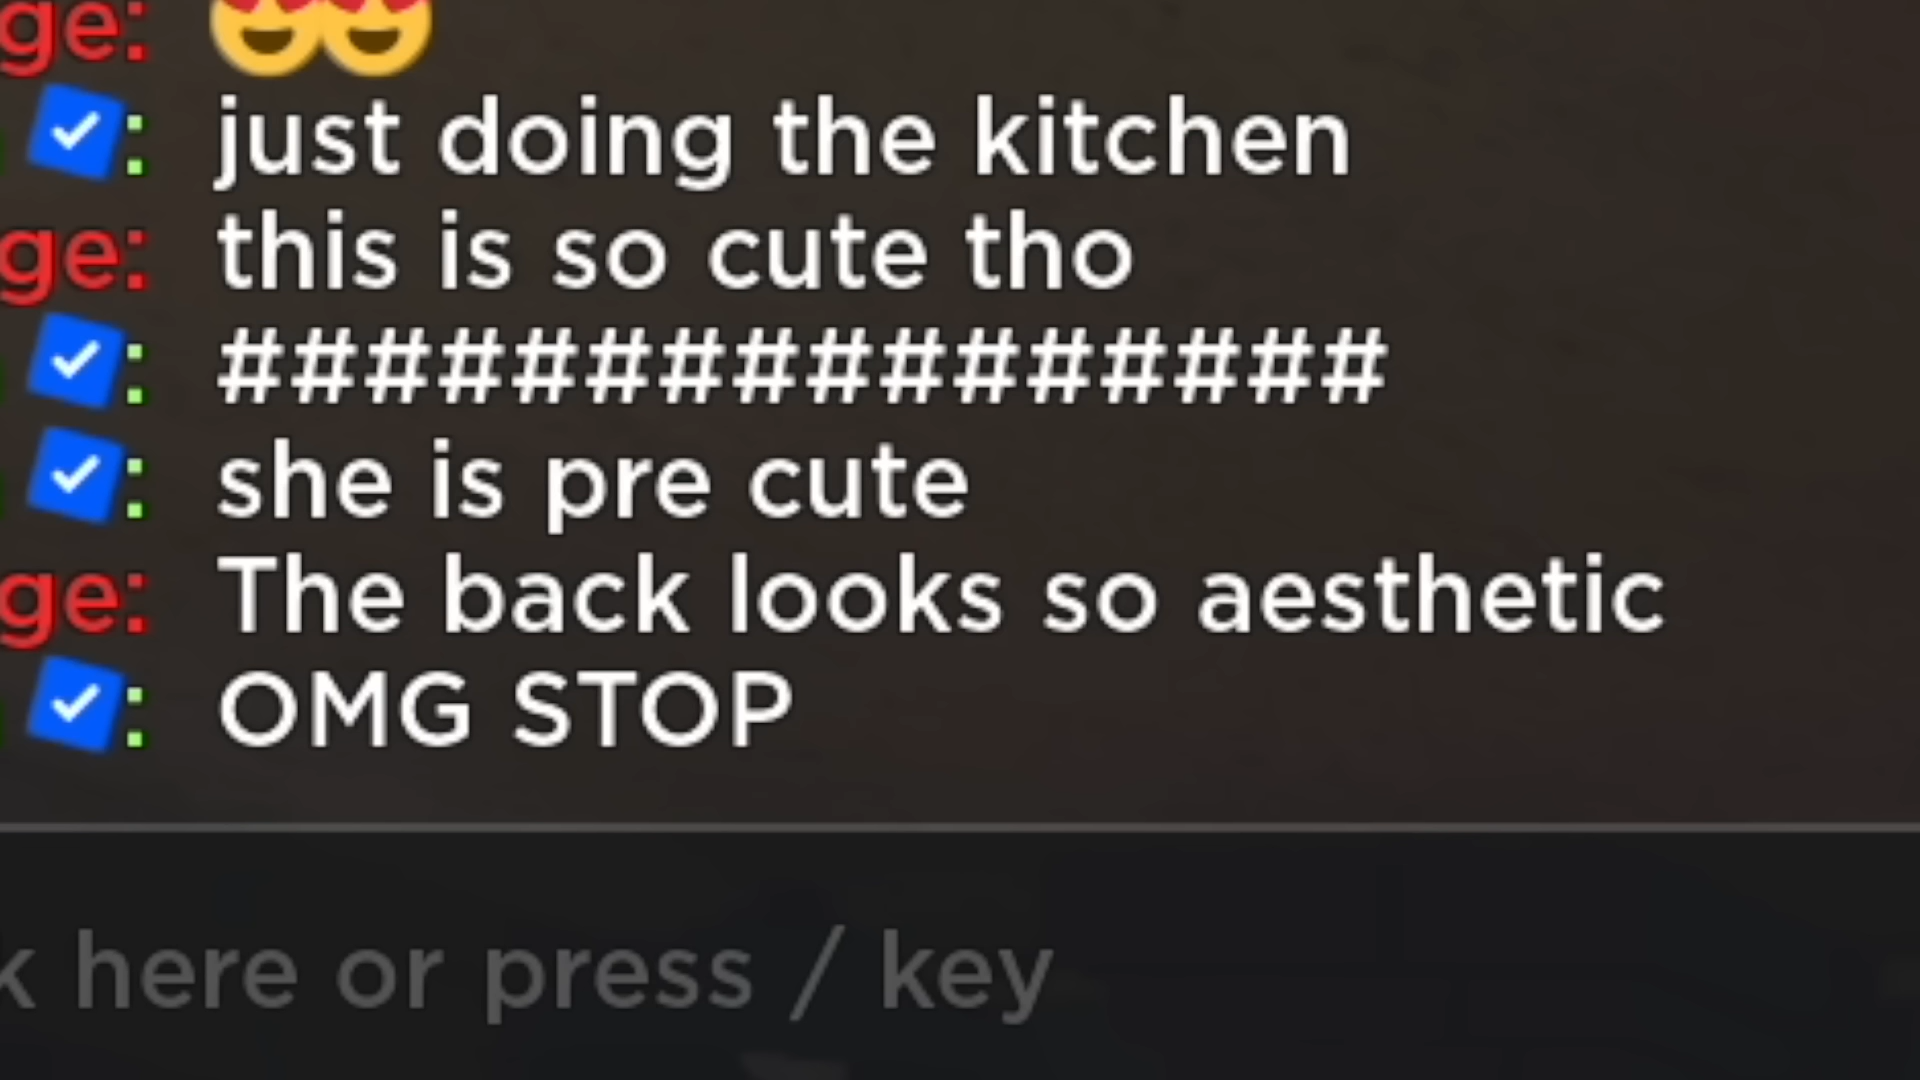 ge: 😍😍
: just doing the kitchen
ge: this is so cute tho
: ################
: she is pre cute
ge: The back looks so aesthetic
: OMG STOP
k here or press / key